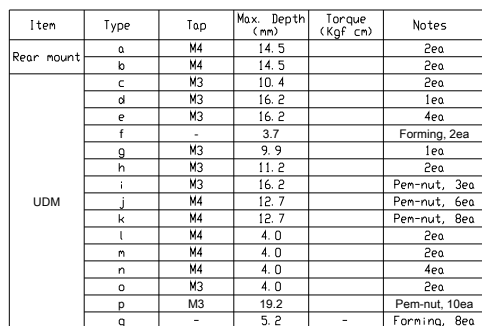 Item Type Tap Max. Depth (mm) Torque (Kgf cm) Notes
Rear mount a M4 14.5 2ea
b M4 14.5 2ea
UDM c M3 10.4 2ea
d M3 16.2 1ea
e M3 16.2 4ea
f - 3.7 Forming, 2ea
g M3 9.9 1ea
h M3 11.2 2ea
i M3 16.2 Pem-nut, 3ea
j M4 12.7 Pem-nut, 6ea
k M4 12.7 Pem-nut, 8ea
l M4 4.0 2ea
m M4 4.0 2ea
n M4 4.0 4ea
o M3 4.0 2ea
p M3 19.2 Pem-nut, 10ea
q - 5.2 - Forming, 8ea